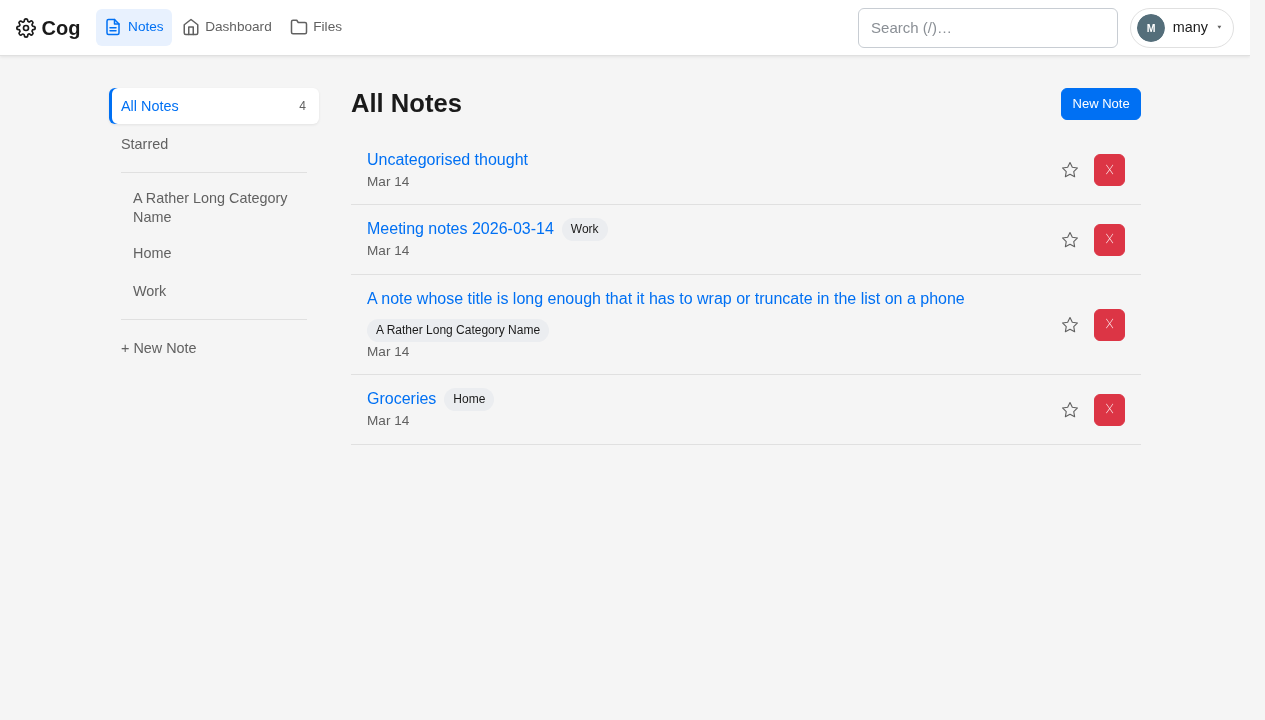 Cog
Notes
Dashboard
Files
Search (/)…
M
many
All Notes
4
Starred
A Rather Long Category
Name
Home
Work
+ New Note
All Notes
New Note
Uncategorised thought
Mar 14
X
Meeting notes 2026-03-14 Work
Mar 14
X
A note whose title is long enough that it has to wrap or truncate in the list on a phone
A Rather Long Category Name
Mar 14
X
Groceries Home
Mar 14
X